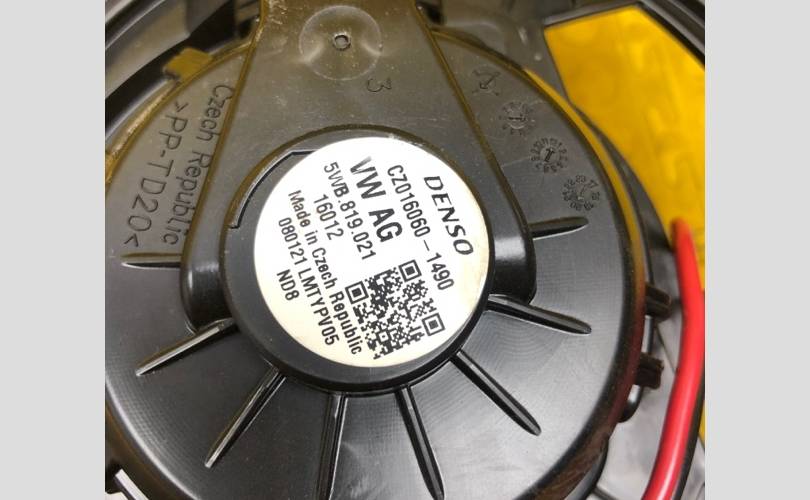 DENSO
CZ016060-1490
VW AG
5WB.819.021
16012
Made in Czech Republic
080121 LMTYPV05
ND8
Czech Republic
>PP-TD20<
3